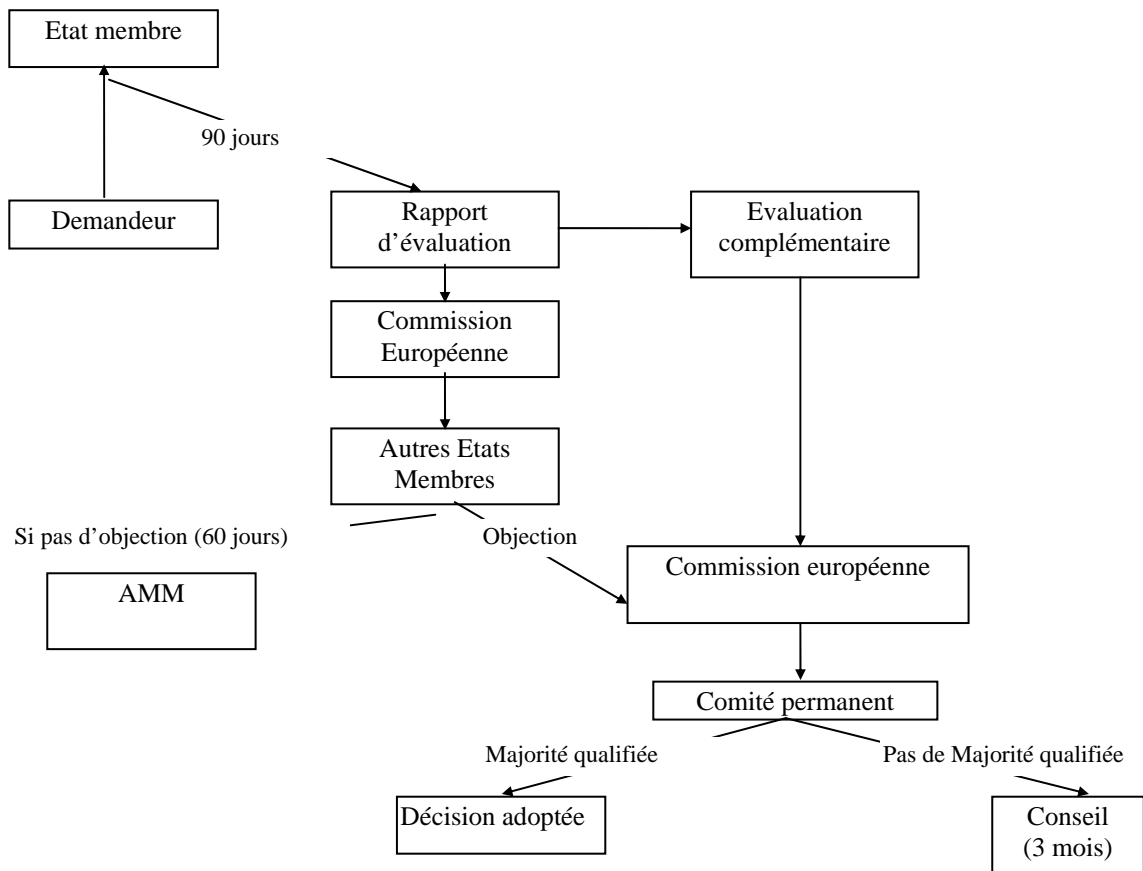 Etat membre
90 jours
Demandeur
Rapport
d’évaluation
Evaluation
complémentaire
Commission
Européenne
Autres Etats
Membres
Si pas d’objection (60 jours)
Objection
AMM
Commission européenne
Comité permanent
Majorité qualifiée
Pas de Majorité qualifiée
Décision adoptée
Conseil
(3 mois)